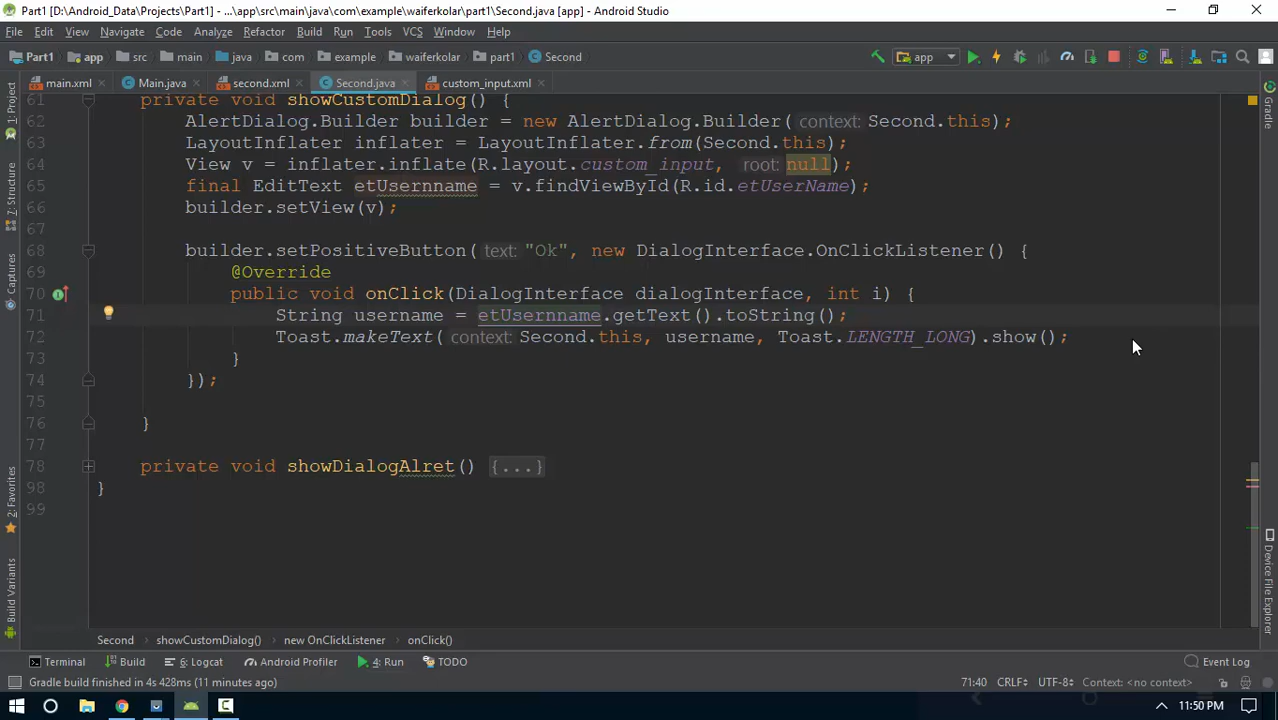 Part1 [D:\Android_Data\Projects\Part1] - ...\app\src\main\java\com\example\waiferkolar\part1\Second.java [app] - Android Studio
File Edit View Navigate Code Analyze Refactor Build Run Tools VCS Window Help
Part1 app src main java com example waiferkolar part1 Second app
main.xml Main.java second.xml Second.java custom_input.xml
61 private void showCustomDialog() {
62 AlertDialog.Builder builder = new AlertDialog.Builder( context: Second.this);
63 LayoutInflater inflater = LayoutInflater.from(Second.this);
64 View v = inflater.inflate(R.layout.custom_input, root: null);
65 final EditText etUsernname = v.findViewById(R.id.etUserName);
66 builder.setView(v);
67
68 builder.setPositiveButton( text: "Ok", new DialogInterface.OnClickListener() {
69 @Override
70 public void onClick(DialogInterface dialogInterface, int i) {
71 String username = etUsernname.getText().toString();
72 Toast.makeText( context: Second.this, username, Toast.LENGTH_LONG).show();
73 }
74 });
75
76 }
77
78 private void showDialogAlret() {...}
98 }
99
1: Project
7: Structure
Captures
2: Favorites
Build Variants
Gradle
Device File Explorer
Second showCustomDialog() new OnClickListener onClick()
Terminal Build 6: Logcat Android Profiler 4: Run TODO Event Log
Gradle build finished in 4s 428ms (11 minutes ago) 71:40 CRLF UTF-8 Context: <no context>
11:50 PM